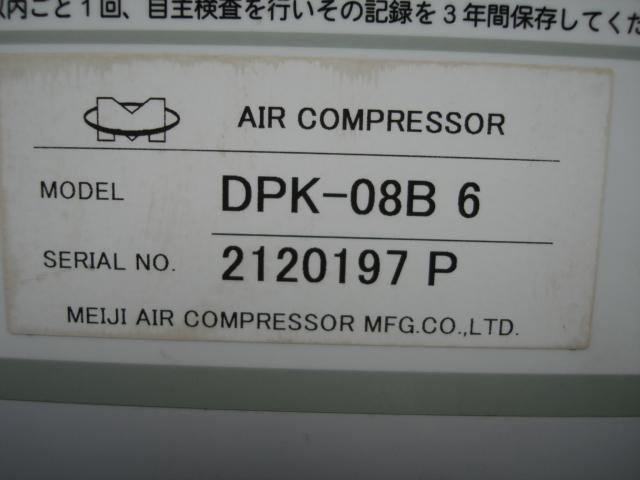 以内ごと1回、自主検査を行いその記録を3年間保存してくだ
AIR COMPRESSOR
MODEL DPK-08B 6
SERIAL NO. 2120197 P
MEIJI AIR COMPRESSOR MFG.CO.,LTD.